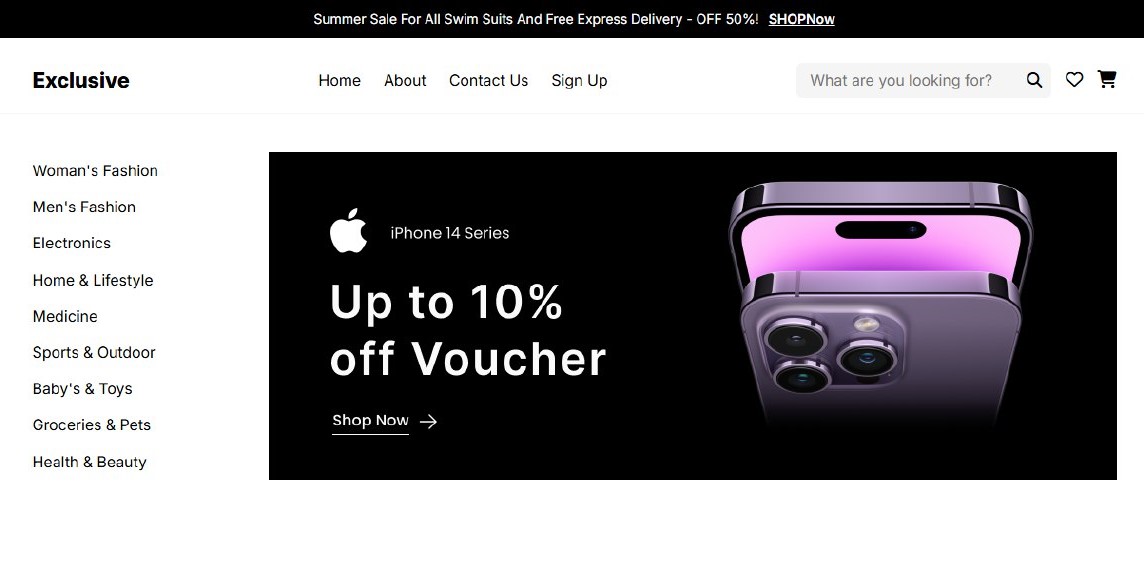 Summer Sale For All Swim Suits And Free Express Delivery - OFF 50%! SHOPNow
Exclusive
Home About Contact Us Sign Up
What are you looking for?
Woman's Fashion
Men's Fashion
Electronics
Home & Lifestyle
Medicine
Sports & Outdoor
Baby's & Toys
Groceries & Pets
Health & Beauty
iPhone 14 Series
Up to 10%
off Voucher
Shop Now